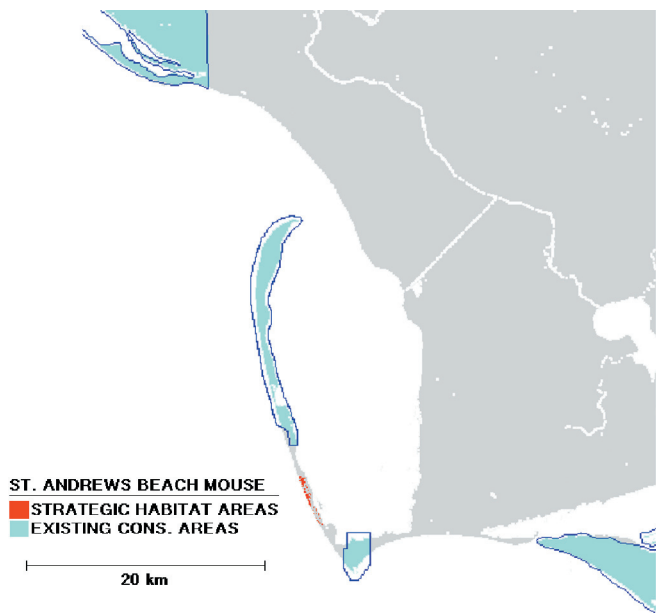 ST. ANDREWS BEACH MOUSE
STRATEGIC HABITAT AREAS
EXISTING CONS. AREAS
20 km